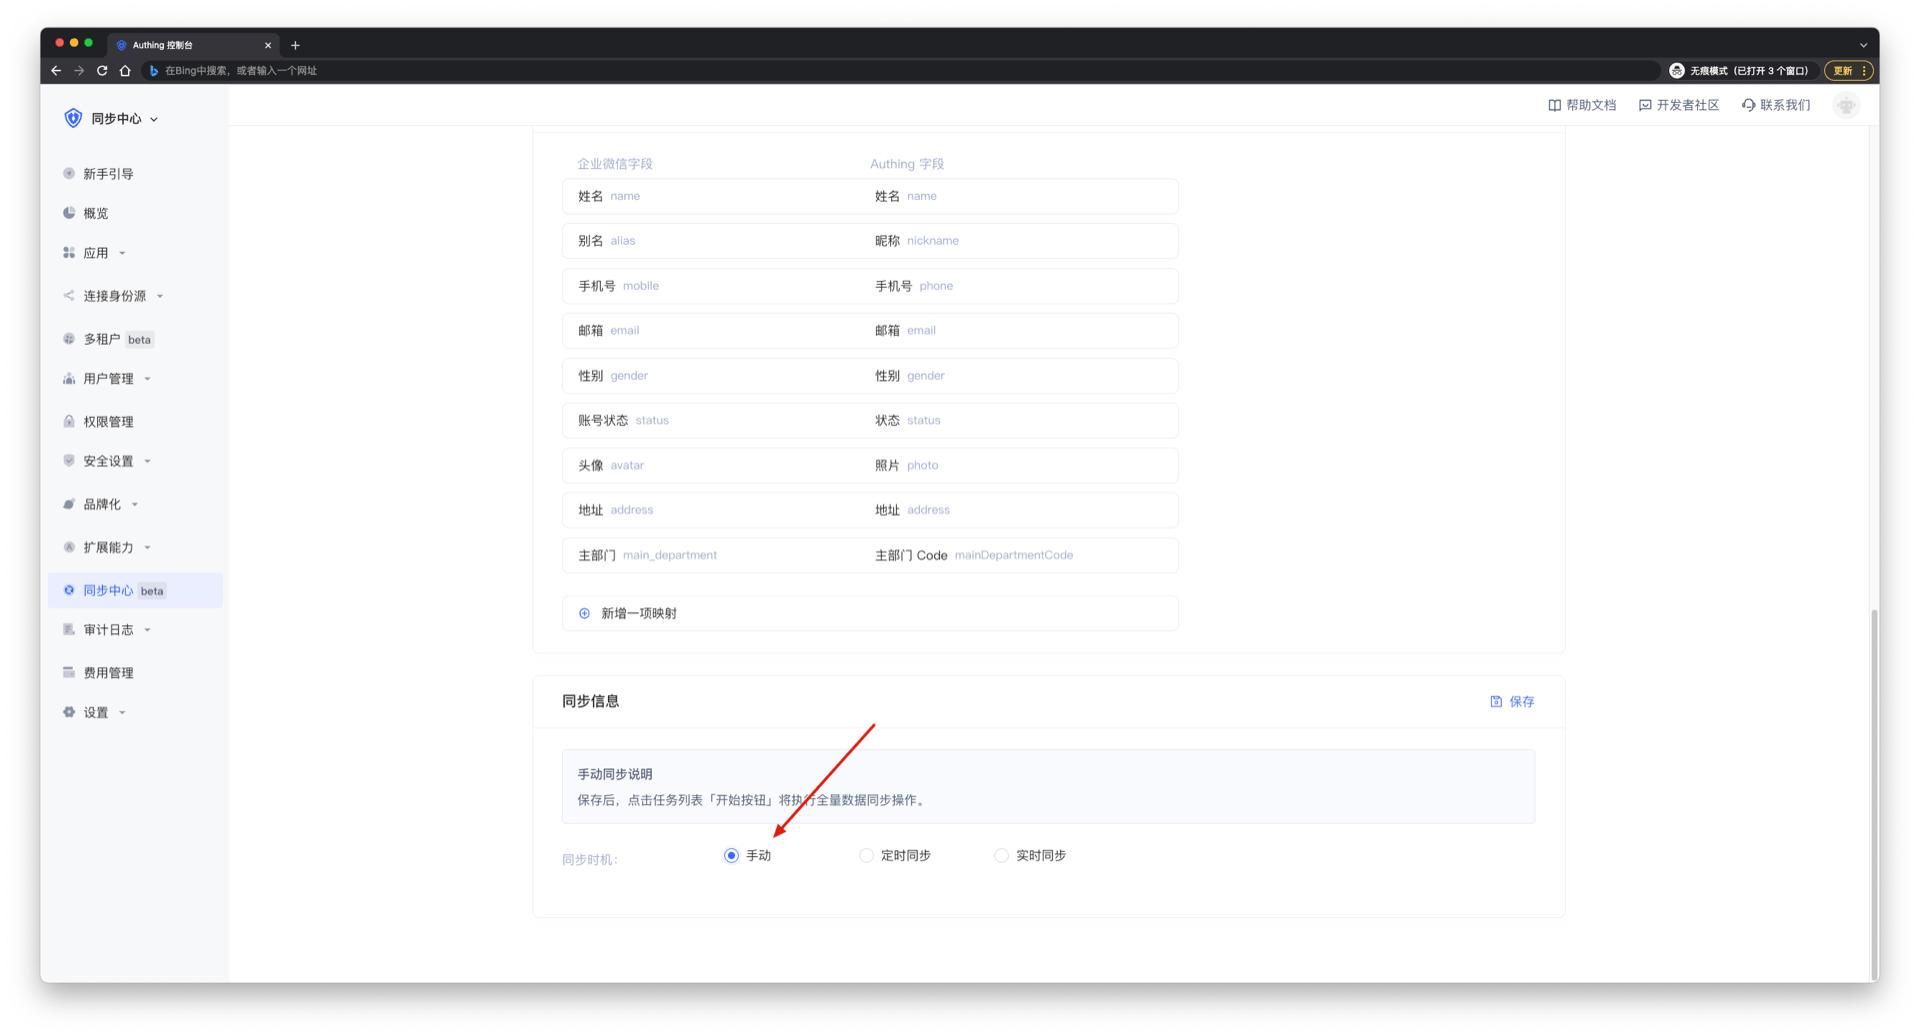 Authing 控制台
在Bing中搜索，或者输入一个网址
无痕模式（已打开 3 个窗口）
更新
同步中心
帮助文档
开发者社区
联系我们
新手引导
概览
应用
连接身份源
多租户 beta
用户管理
权限管理
安全设置
品牌化
扩展能力
同步中心 beta
审计日志
费用管理
设置
企业微信字段 Authing 字段
姓名 name 姓名 name
别名 alias 昵称 nickname
手机号 mobile 手机号 phone
邮箱 email 邮箱 email
性别 gender 性别 gender
账号状态 status 状态 status
头像 avatar 照片 photo
地址 address 地址 address
主部门 main_department 主部门 Code mainDepartmentCode
新增一项映射
同步信息
保存
手动同步说明
保存后，点击任务列表「开始按钮」将执行全量数据同步操作。
同步时机： 手动 定时同步 实时同步